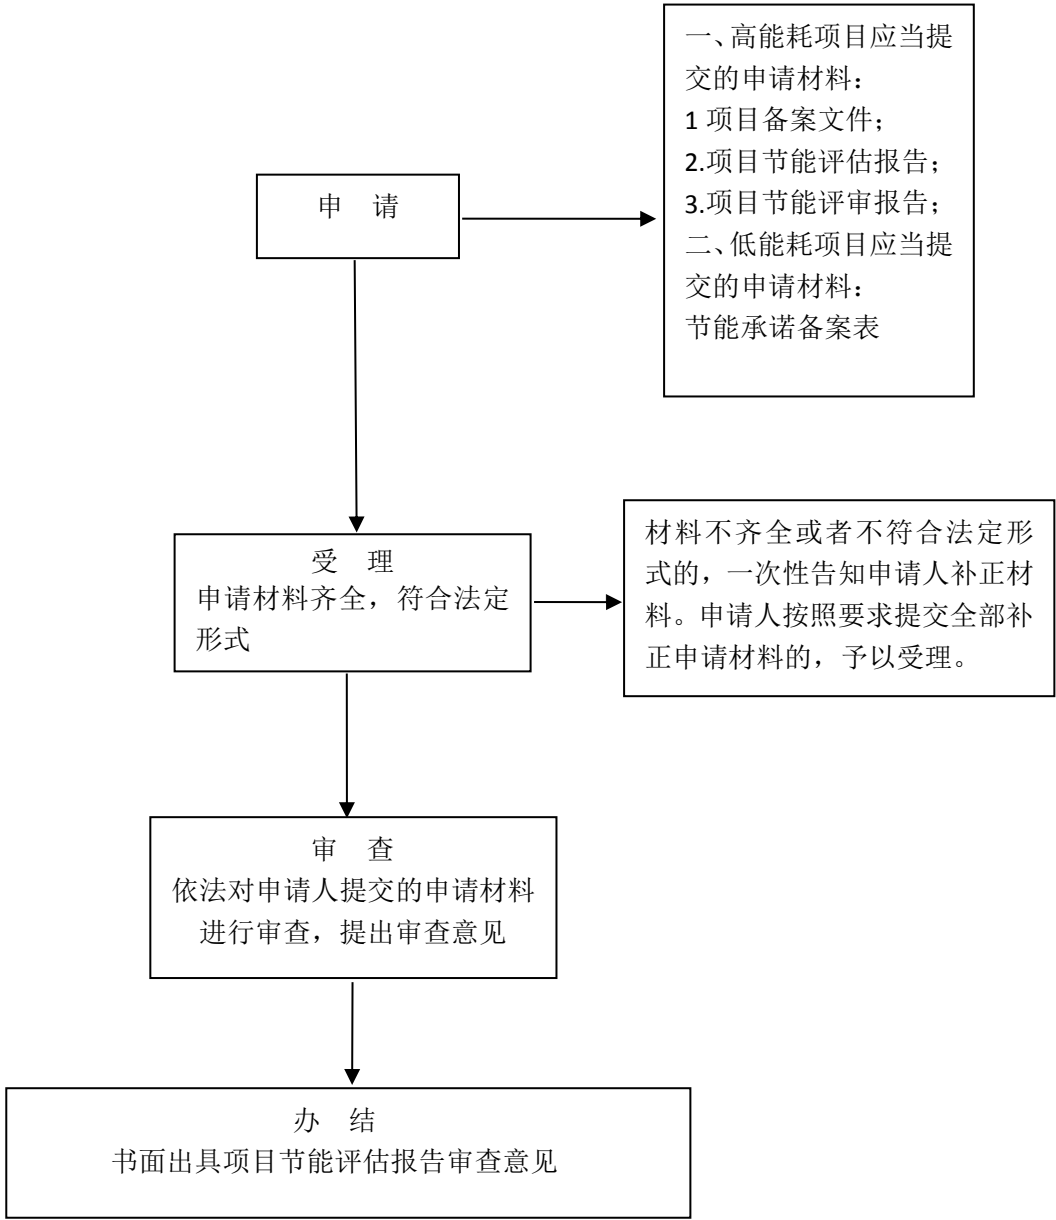 申 请
一、高能耗项目应当提
交的申请材料：
1 项目备案文件；
2.项目节能评估报告；
3.项目节能评审报告；
二、低能耗项目应当提
交的申请材料：
节能承诺备案表
受 理
申请材料齐全，符合法定
形式
材料不齐全或者不符合法定形
式的，一次性告知申请人补正材
料。申请人按照要求提交全部补
正申请材料的，予以受理。
审 查
依法对申请人提交的申请材料
进行审查，提出审查意见
办 结
书面出具项目节能评估报告审查意见